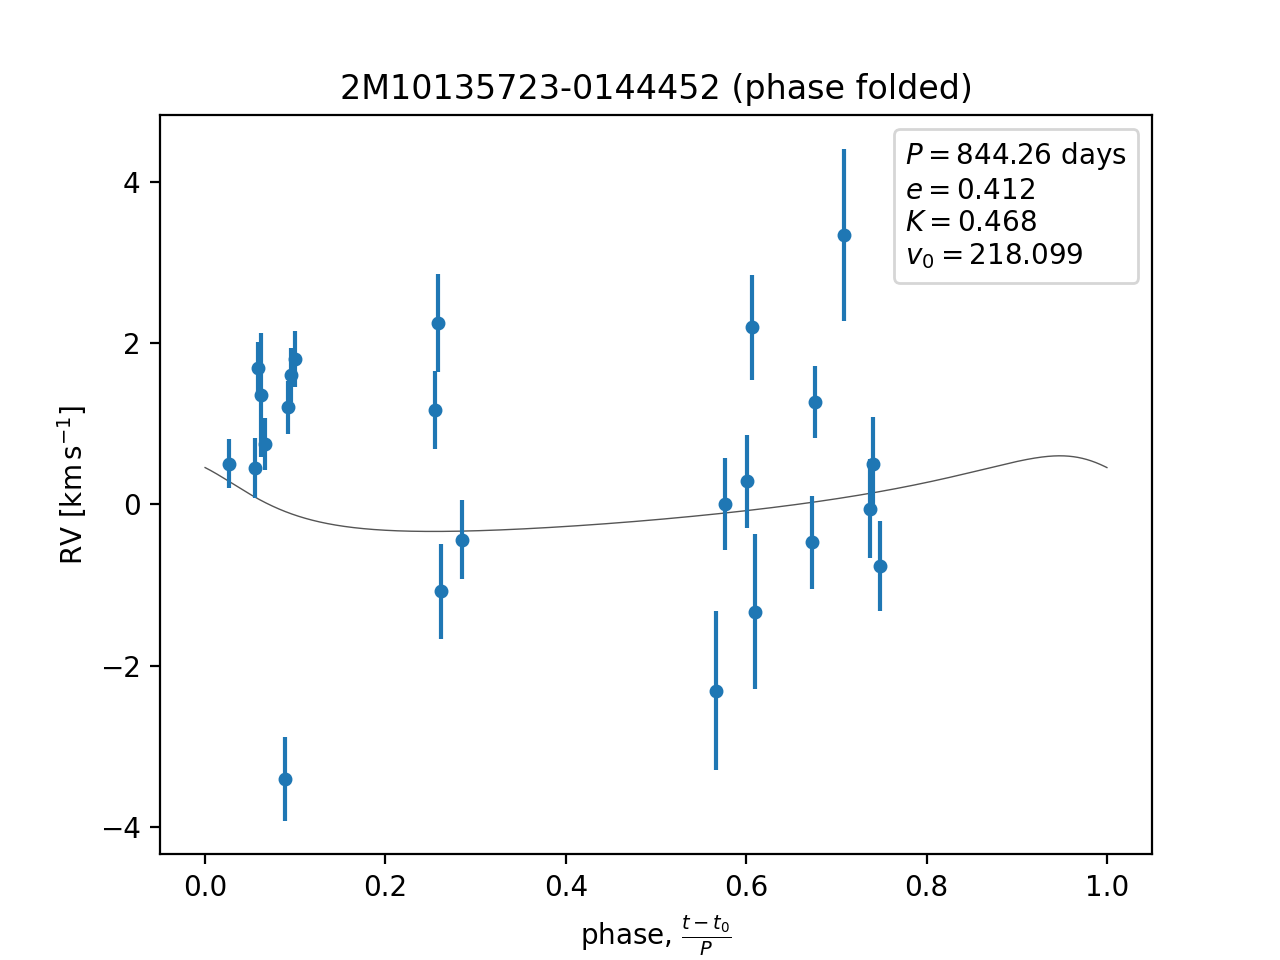 2M10135723-0144452 (phase folded)
P = 844.26 days
e = 0.412
K = 0.468
v₀ = 218.099
RV [km s⁻¹]
4
2
0
−2
−4
0.0 0.2 0.4 0.6 0.8 1.0
phase, (t − t₀)/P